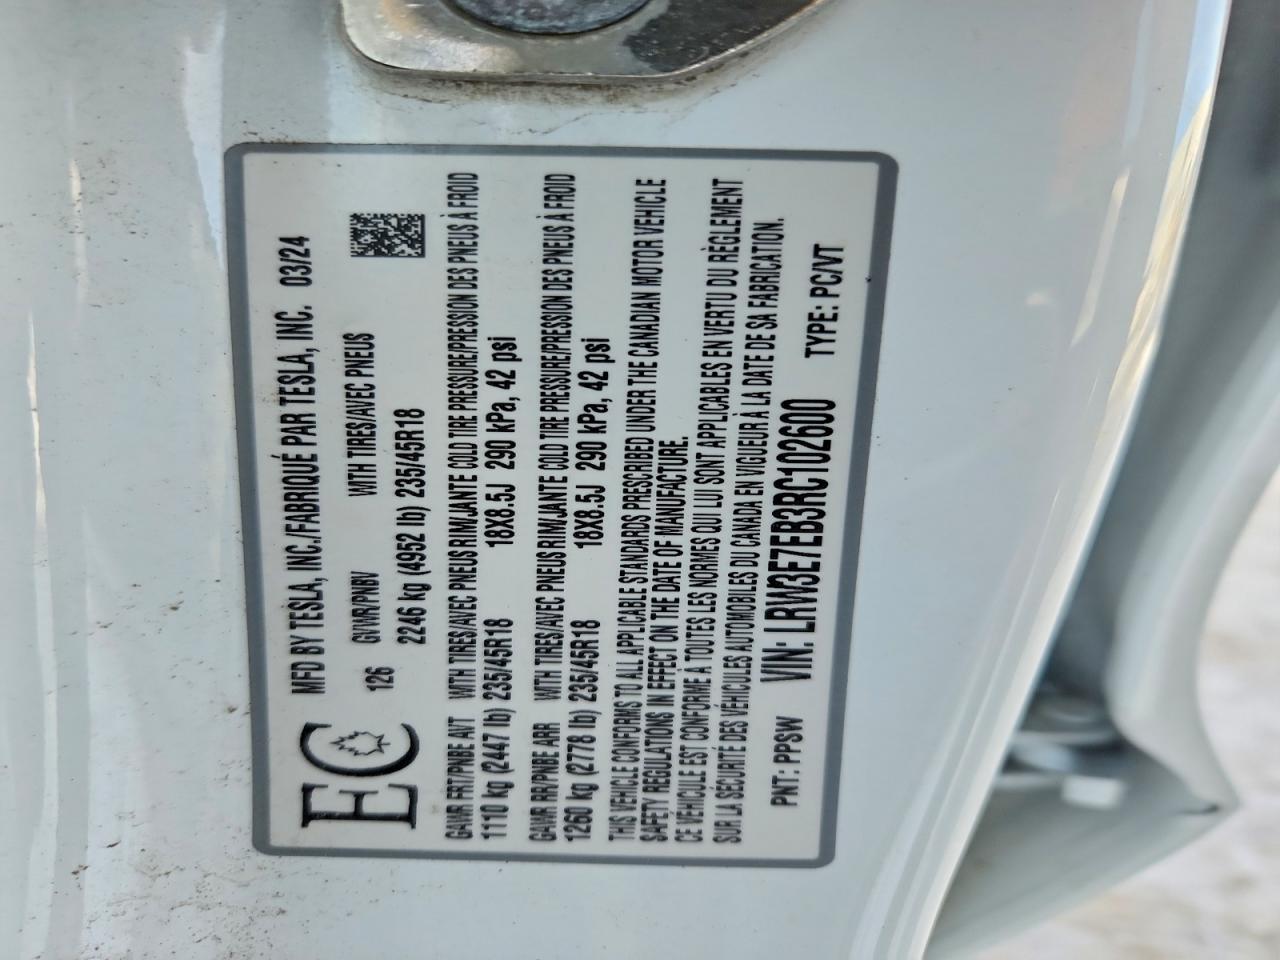 MFD BY TESLA, INC./FABRIQUÉ PAR TESLA, INC. 03/24
EC
126 GVWR/PNBV WITH TIRES/AVEC PNEUS
2246 kg (4952 lb) 235/45R18
GAWR FRT/PNBE AVT WITH TIRES/AVEC PNEUS RIM/JANTE COLD TIRE PRESSURE/PRESSION DES PNEUS À FROID
1110 kg (2447 lb) 235/45R18 18X8.5J 290 kPa, 42 psi
GAWR RR/PNBE ARR WITH TIRES/AVEC PNEUS RIM/JANTE COLD TIRE PRESSURE/PRESSION DES PNEUS À FROID
1260 kg (2778 lb) 235/45R18 18X8.5J 290 kPa, 42 psi
THIS VEHICLE CONFORMS TO ALL APPLICABLE STANDARDS PRESCRIBED UNDER THE CANADIAN MOTOR VEHICLE
SAFETY REGULATIONS IN EFFECT ON THE DATE OF MANUFACTURE.
CE VÉHICULE EST CONFORME À TOUTES LES NORMES QUI LUI SONT APPLICABLES EN VERTU DU RÈGLEMENT
SUR LA SÉCURITÉ DES VÉHICULES AUTOMOBILES DU CANADA EN VIGUEUR À LA DATE DE SA FABRICATION.
PNT: PPSW VIN: LRW3E7EB3RC102600 TYPE: PC/VT